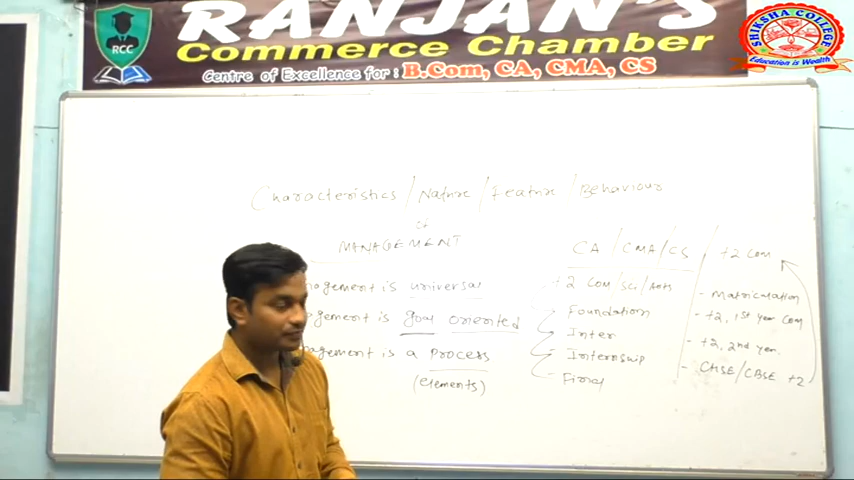 RANJAN'S
Commerce Chamber
Centre of Excellence for : B.Com, CA, CMA, CS
RCC
SHIKSHA COLLEGE
Education is Wealth
Characteristics / Nature / Feature / Behaviour
of
MANAGEMENT
nagement is universal
agement is goal oriented
nagement is a process
(elements)
CA / CMA / CS
+2 Com/Sci/Arts
Foundation
Inter
Internship
Final
+2 Com
- Matriculation
- +2, 1st year Com
- +2, 2nd year
- CHSE/CBSE +2